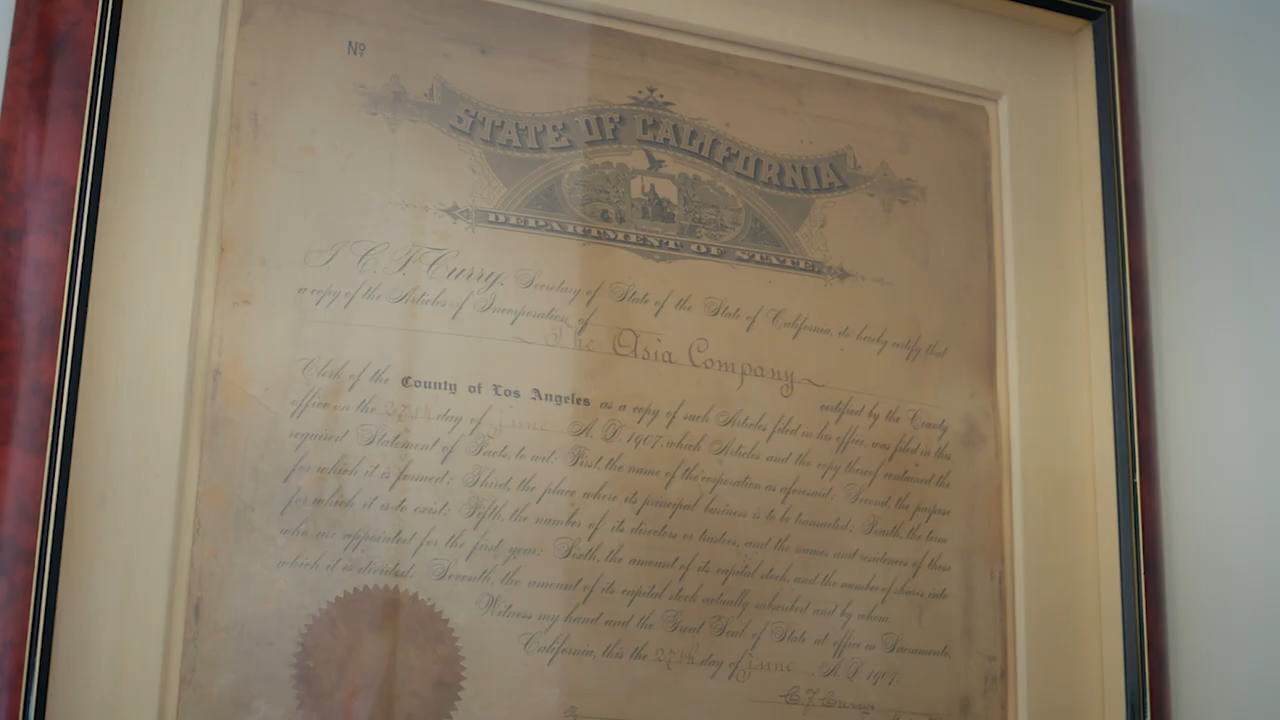 Nº
STATE OF CALIFORNIA
DEPARTMENT OF STATE.
I, C. F. Curry, Secretary of State of the State of California, do hereby certify that
a copy of the Articles of Incorporation of
The Asia Company
certified by the County
Clerk of the County of Los Angeles as a copy of such Articles filed in his office, was filed in this
office on the 27th day of June A. D. 1907, which Articles and the copy thereof contained the
required Statement of Facts, to wit: First, the name of the corporation as aforesaid; Second, the purpose
for which it is formed; Third, the place where its principal business is to be transacted; Fourth, the term
for which it is to exist; Fifth, the number of its directors or trustees, and the names and residences of those
who are appointed for the first year; Sixth, the amount of its capital stock, and the number of shares into
which it is divided. Seventh, the amount of its capital stock actually subscribed and by whom.
Witness my hand and the Great Seal of State at office in Sacramento,
California, this the 27th day of June A. D. 1907.
C. F. Curry